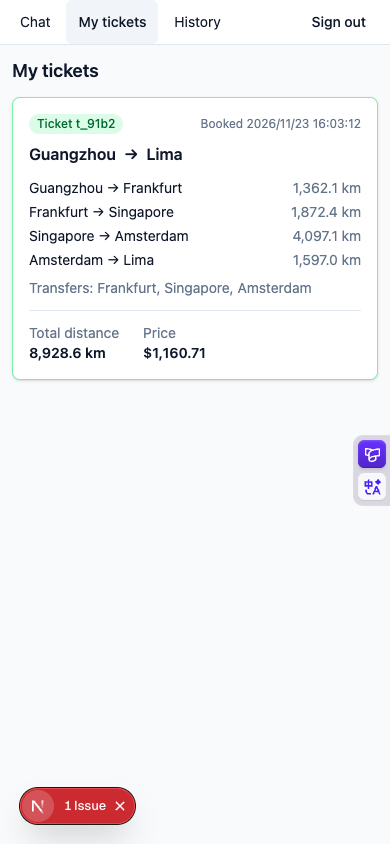 Chat My tickets History Sign out
My tickets
Ticket t_91b2 Booked 2026/11/23 16:03:12
Guangzhou → Lima
Guangzhou → Frankfurt 1,362.1 km
Frankfurt → Singapore 1,872.4 km
Singapore → Amsterdam 4,097.1 km
Amsterdam → Lima 1,597.0 km
Transfers: Frankfurt, Singapore, Amsterdam
Total distance Price
8,928.6 km $1,160.71
中A
N 1 Issue ×